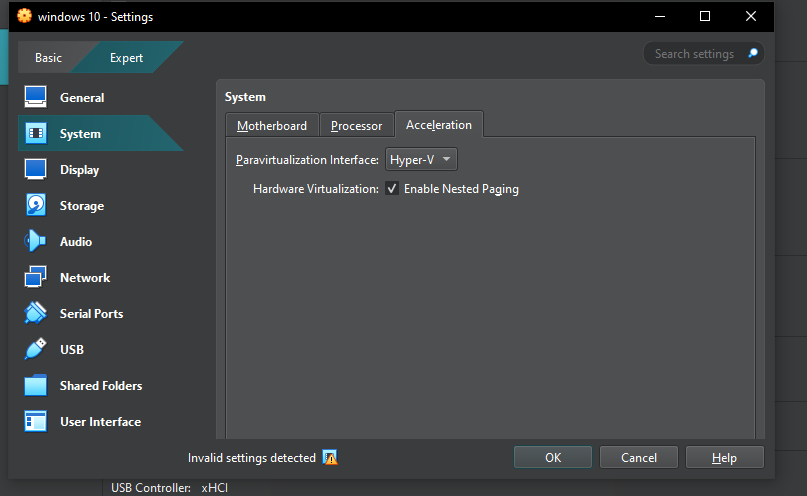 windows 10 - Settings
Basic
Expert
Search settings
General
System
Display
Storage
Audio
Network
Serial Ports
USB
Shared Folders
User Interface
System
Motherboard
Processor
Acceleration
Paravirtualization Interface: Hyper-V
Hardware Virtualization: Enable Nested Paging
Invalid settings detected
OK
Cancel
Help
USB Controller: xHCI